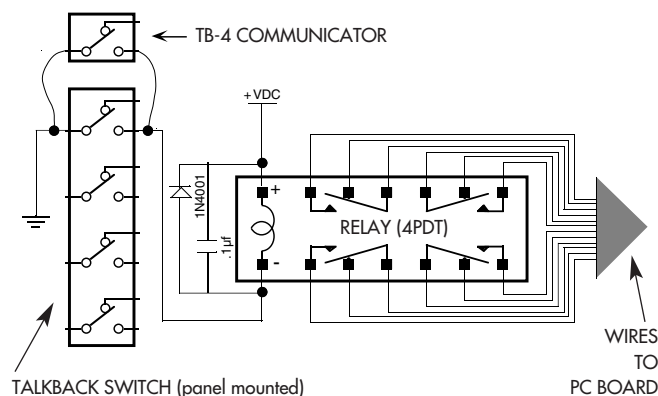 TB-4 COMMUNICATOR
+VDC
1N4001
.1µf
+
RELAY (4PDT)
-
WIRES
TO
PC BOARD
TALKBACK SWITCH (panel mounted)